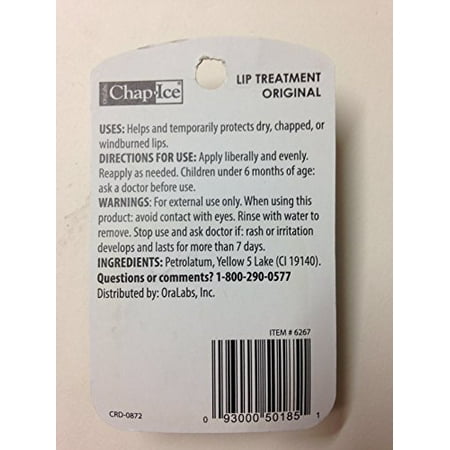 OraLabs
Chap-Ice
LIP TREATMENT
ORIGINAL
USES: Helps and temporarily protects dry, chapped, or
windburned lips.
DIRECTIONS FOR USE: Apply liberally and evenly.
Reapply as needed. Children under 6 months of age:
ask a doctor before use.
WARNINGS: For external use only. When using this
product: avoid contact with eyes. Rinse with water to
remove. Stop use and ask doctor if: rash or irritation
develops and lasts for more than 7 days.
INGREDIENTS: Petrolatum, Yellow 5 Lake (CI 19140).
Questions or comments? 1-800-290-0577
Distributed by: OraLabs, Inc.
ITEM # 6267
CRD-0872
0 93000 50185 1